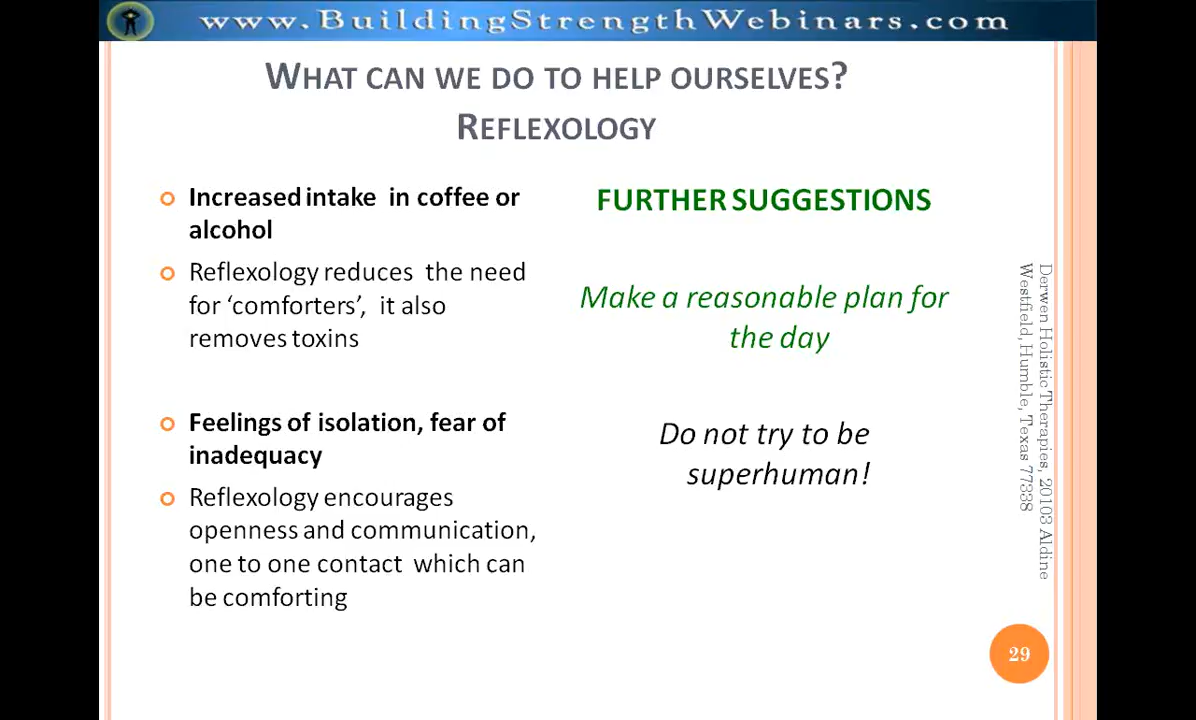 www.BuildingStrengthWebinars.com
WHAT CAN WE DO TO HELP OURSELVES?
REFLEXOLOGY
Increased intake in coffee or
alcohol
Reflexology reduces the need
for ‘comforters’, it also
removes toxins
Feelings of isolation, fear of
inadequacy
Reflexology encourages
openness and communication,
one to one contact which can
be comforting
FURTHER SUGGESTIONS
Make a reasonable plan for
the day
Do not try to be
superhuman!
Derwen Holistic Therapies, 20103 Aldine
Westfield, Humble, Texas 77338
29